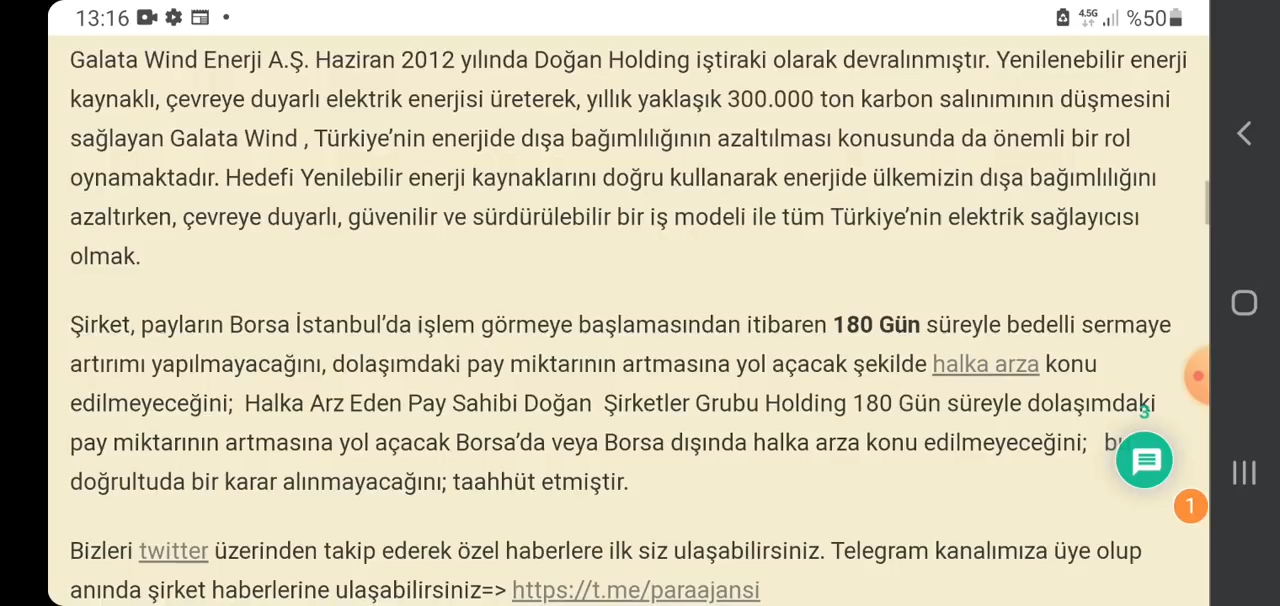 13:16
4.5G %50
Galata Wind Enerji A.Ş. Haziran 2012 yılında Doğan Holding iştiraki olarak devralınmıştır. Yenilenebilir enerji
kaynaklı, çevreye duyarlı elektrik enerjisi üreterek, yıllık yaklaşık 300.000 ton karbon salınımının düşmesini
sağlayan Galata Wind , Türkiye’nin enerjide dışa bağımlılığının azaltılması konusunda da önemli bir rol
oynamaktadır. Hedefi Yenilebilir enerji kaynaklarını doğru kullanarak enerjide ülkemizin dışa bağımlılığını
azaltırken, çevreye duyarlı, güvenilir ve sürdürülebilir bir iş modeli ile tüm Türkiye’nin elektrik sağlayıcısı
olmak.
Şirket, payların Borsa İstanbul’da işlem görmeye başlamasından itibaren 180 Gün süreyle bedelli sermaye
artırımı yapılmayacağını, dolaşımdaki pay miktarının artmasına yol açacak şekilde halka arza konu
edilmeyeceğini; Halka Arz Eden Pay Sahibi Doğan Şirketler Grubu Holding 180 Gün süreyle dolaşımdaki
3
pay miktarının artmasına yol açacak Borsa’da veya Borsa dışında halka arza konu edilmeyeceğini;
doğrultuda bir karar alınmayacağını; taahhüt etmiştir.
1
Bizleri twitter üzerinden takip ederek özel haberlere ilk siz ulaşabilirsiniz. Telegram kanalımıza üye olup
anında şirket haberlerine ulaşabilirsiniz=> https://t.me/paraajansi